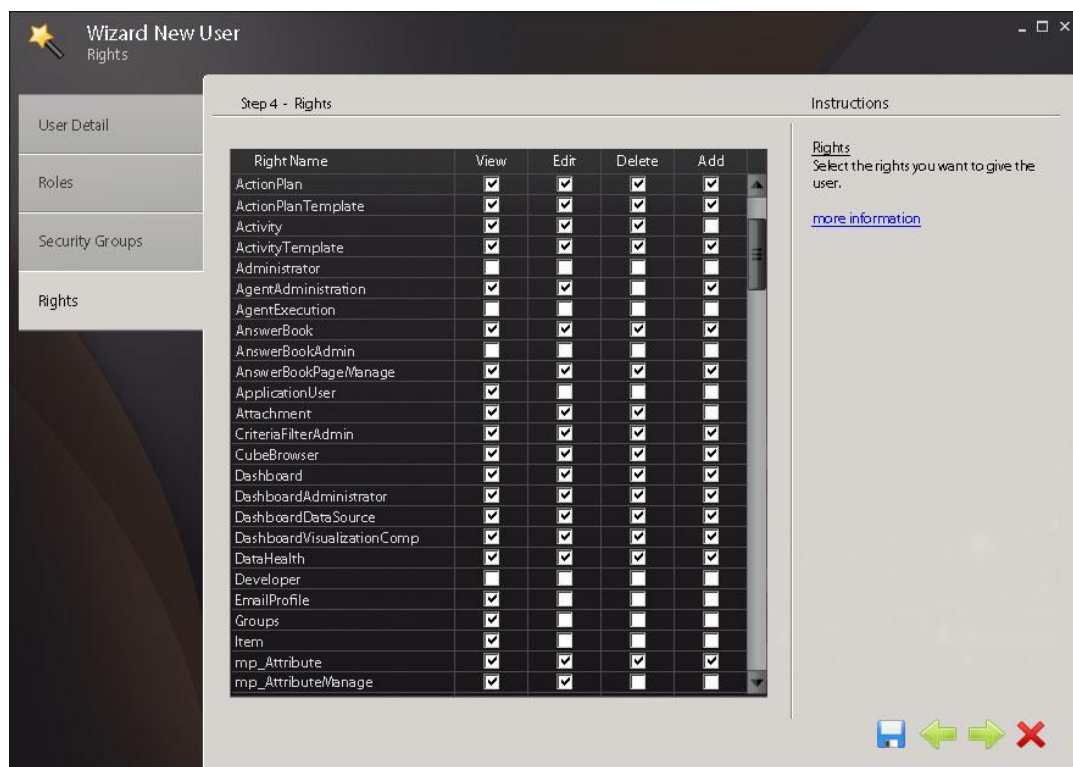 Wizard New User
Rights
User Detail
Roles
Security Groups
Rights
Step 4 - Rights
Right Name View Edit Delete Add
ActionPlan
ActionPlanTemplate
Activity
ActivityTemplate
Administrator
AgentAdministration
AgentExecution
AnswerBook
AnswerBookAdmin
AnswerBookPageManage
ApplicationUser
Attachment
CriteriaFilterAdmin
CubeBrowser
Dashboard
DashboardAdministrator
DashboardDataSource
DashboardVisualizationComp
DataHealth
Developer
EmailProfile
Groups
Item
mp_Attribute
mp_AttributeManage
Instructions
Rights
Select the rights you want to give the
user.
more information